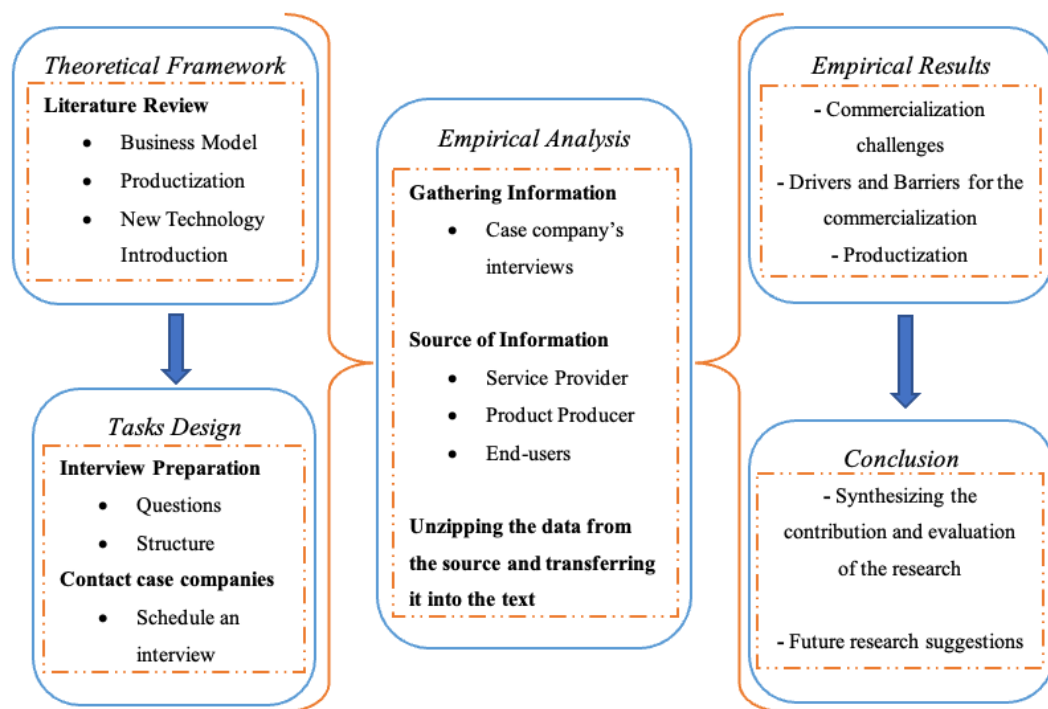 Theoretical Framework
Literature Review
• Business Model
• Productization
• New Technology
Introduction
Tasks Design
Interview Preparation
• Questions
• Structure
Contact case companies
• Schedule an
interview
Empirical Analysis
Gathering Information
• Case company’s
interviews
Source of Information
• Service Provider
• Product Producer
• End-users
Unzipping the data from
the source and transferring
it into the text
Empirical Results
- Commercialization
challenges
- Drivers and Barriers for the
commercialization
- Productization
Conclusion
- Synthesizing the
contribution and evaluation
of the research
- Future research suggestions